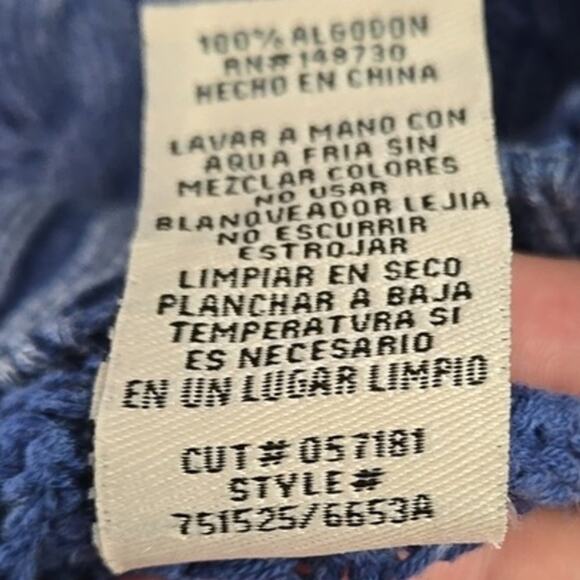 100% ALGODON
RN#148730
HECHO EN CHINA
LAVAR A MANO CON
AQUA FRIA SIN
MEZCLAR COLORES
NO USAR
BLANQUEADOR LEJIA
NO ESCURRIR
ESTROJAR
LIMPIAR EN SECO
PLANCHAR A BAJA
TEMPERATURA SI
ES NECESARIO
EN UN LUGAR LIMPIO
CUT# 057181
STYLE#
751525/6653A